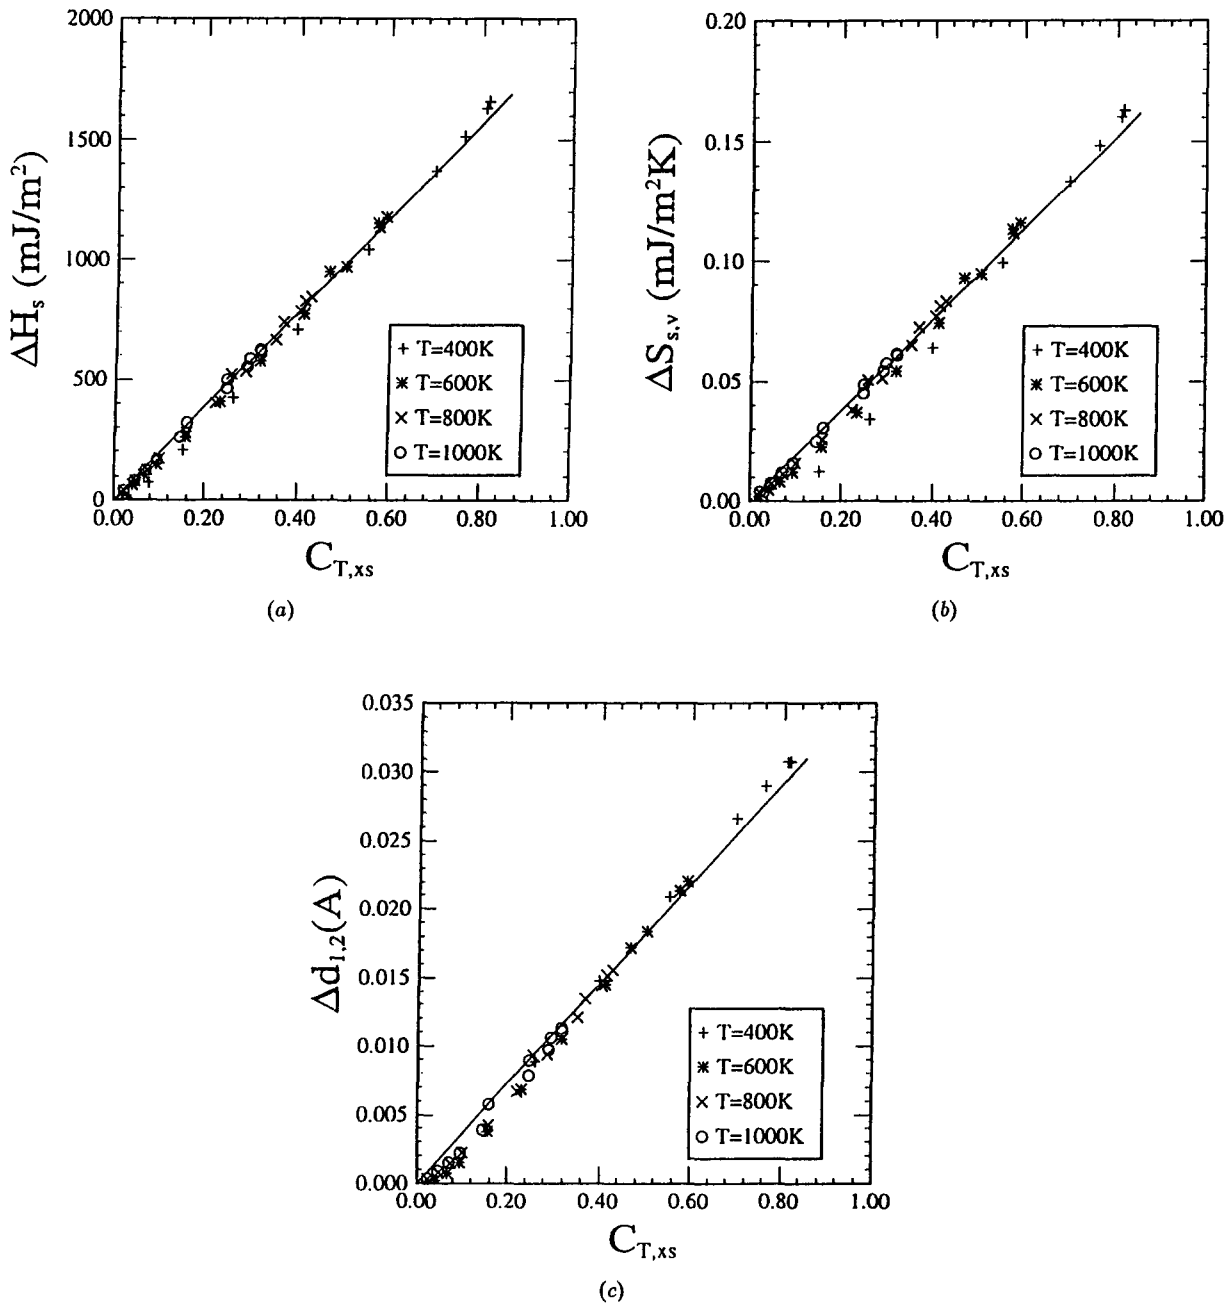 2000
1500
1000
500
0
ΔHₛ (mJ/m²)
+ T=400K
* T=600K
× T=800K
o T=1000K
0.00 0.20 0.40 0.60 0.80 1.00
C_T,xs
(a)
0.20
0.15
0.10
0.05
0.00
ΔS_s,v (mJ/m²K)
+ T=400K
* T=600K
× T=800K
o T=1000K
0.00 0.20 0.40 0.60 0.80 1.00
C_T,xs
(b)
0.035
0.030
0.025
0.020
0.015
0.010
0.005
0.000
Δd_1,2(A)
+ T=400K
* T=600K
× T=800K
o T=1000K
0.00 0.20 0.40 0.60 0.80 1.00
C_T,xs
(c)